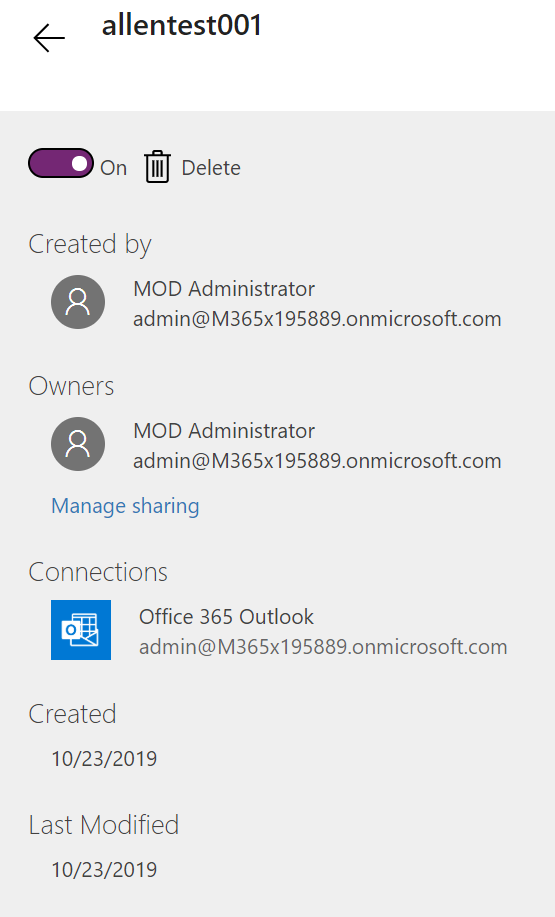 allentest001
On Delete
Created by
MOD Administrator
admin@M365x195889.onmicrosoft.com
Owners
MOD Administrator
admin@M365x195889.onmicrosoft.com
Manage sharing
Connections
Office 365 Outlook
admin@M365x195889.onmicrosoft.com
Created
10/23/2019
Last Modified
10/23/2019